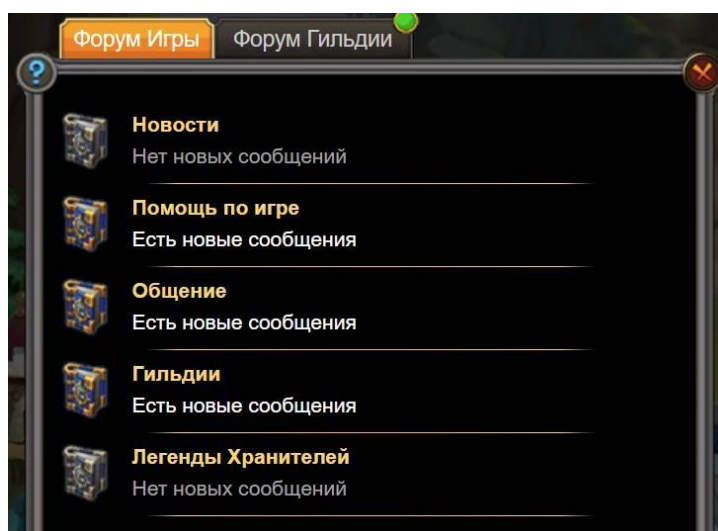 Форум Игры Форум Гильдии
?
Новости
Нет новых сообщений
Помощь по игре
Есть новые сообщения
Общение
Есть новые сообщения
Гильдии
Есть новые сообщения
Легенды Хранителей
Нет новых сообщений